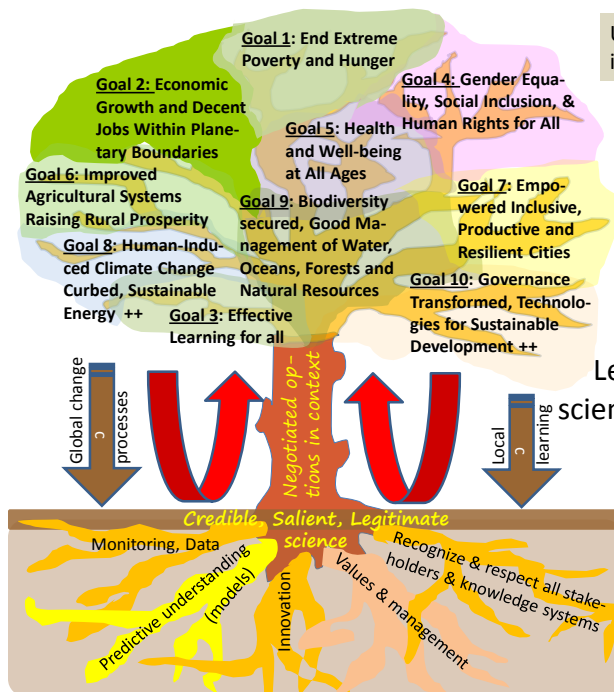 Goal 1: End Extreme
Poverty and Hunger
Goal 2: Economic
Growth and Decent
Jobs Within Plane-
tary Boundaries
Goal 4: Gender Equa-
lity, Social Inclusion, &
Human Rights for All
Goal 5: Health
and Well-being
at All Ages
Goal 6: Improved
Agricultural Systems
Raising Rural Prosperity
Goal 7: Empo-
wered Inclusive,
Productive and
Resilient Cities
Goal 9: Biodiversity
secured, Good Ma-
nagement of Water,
Oceans, Forests and
Natural Resources
Goal 8: Human-Indu-
ced Climate Change
Curbed, Sustainable
Energy ++
Goal 10: Governance
Transformed, Technolo-
gies for Sustainable
Development ++
Goal 3: Effective
Learning for all
Global change
processes
C
Negotiated op-
tions in context
Local
learning
C
Le
scien
Credible, Salient, Legitimate
science
Monitoring, Data
Predictive understanding
(models)
Innovation
Values & management
Recognize & respect all stake-
holders & knowledge systems